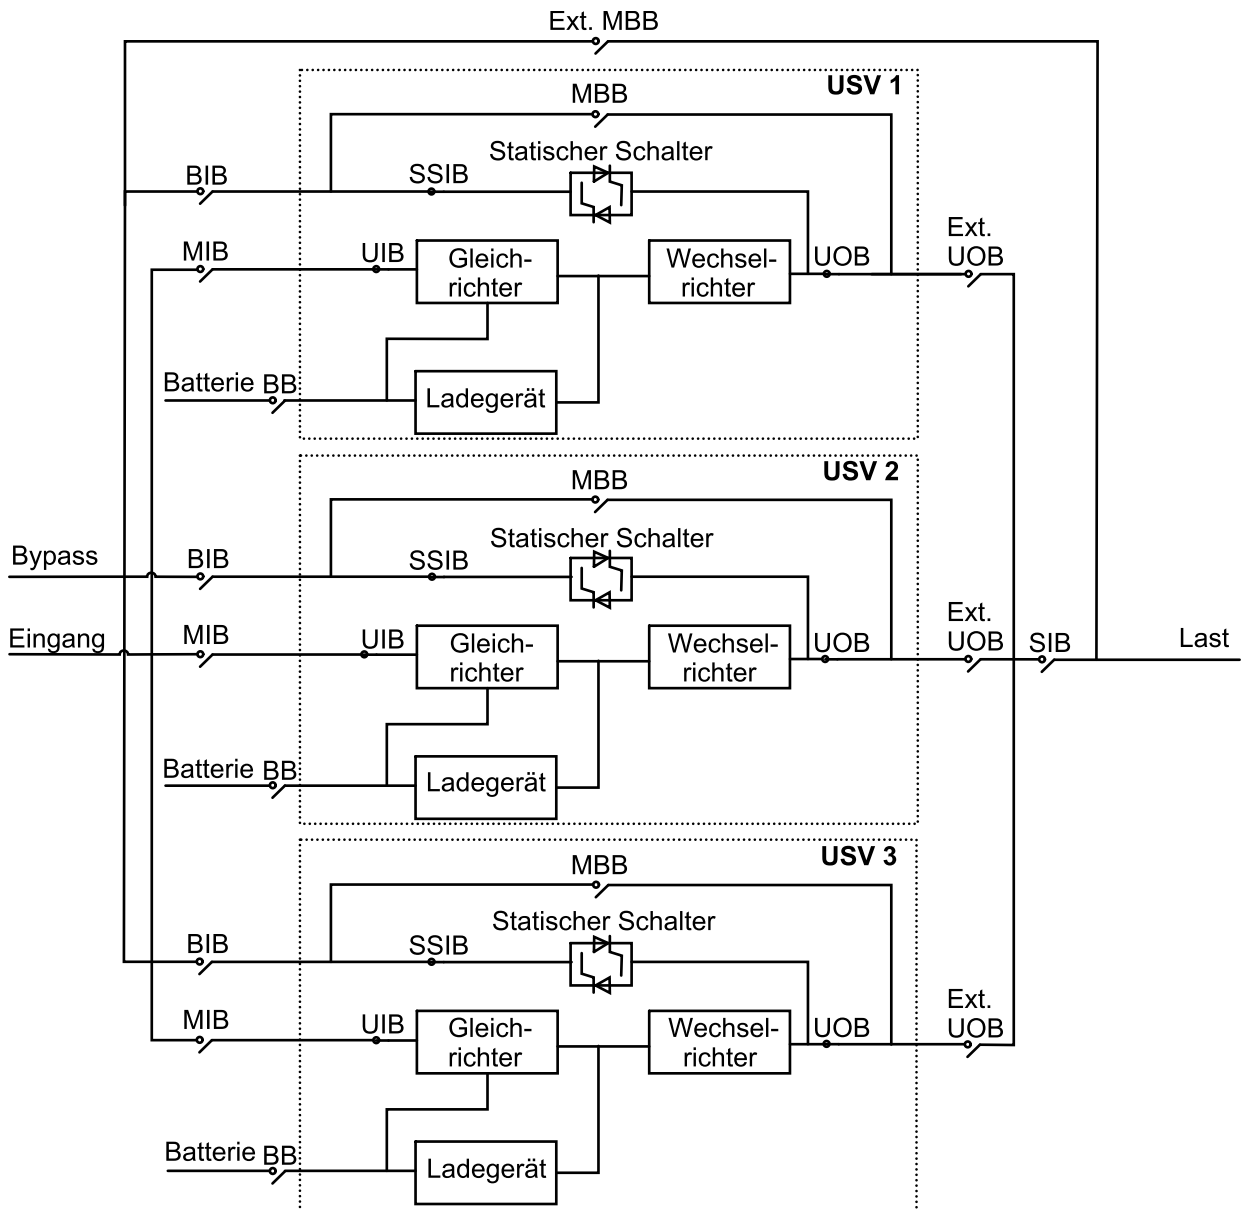 Ext. MBB
USV 1
MBB
Statischer Schalter
BIB
SSIB
MIB
UIB
Gleich-
richter
Wechsel-
richter
UOB
Ext.
UOB
Batterie BB
Ladegerät
USV 2
MBB
Statischer Schalter
Bypass
BIB
SSIB
Eingang
MIB
UIB
Gleich-
richter
Wechsel-
richter
UOB
Ext.
UOB
SIB
Last
Batterie BB
Ladegerät
USV 3
MBB
Statischer Schalter
BIB
SSIB
MIB
UIB
Gleich-
richter
Wechsel-
richter
UOB
Ext.
UOB
Batterie BB
Ladegerät